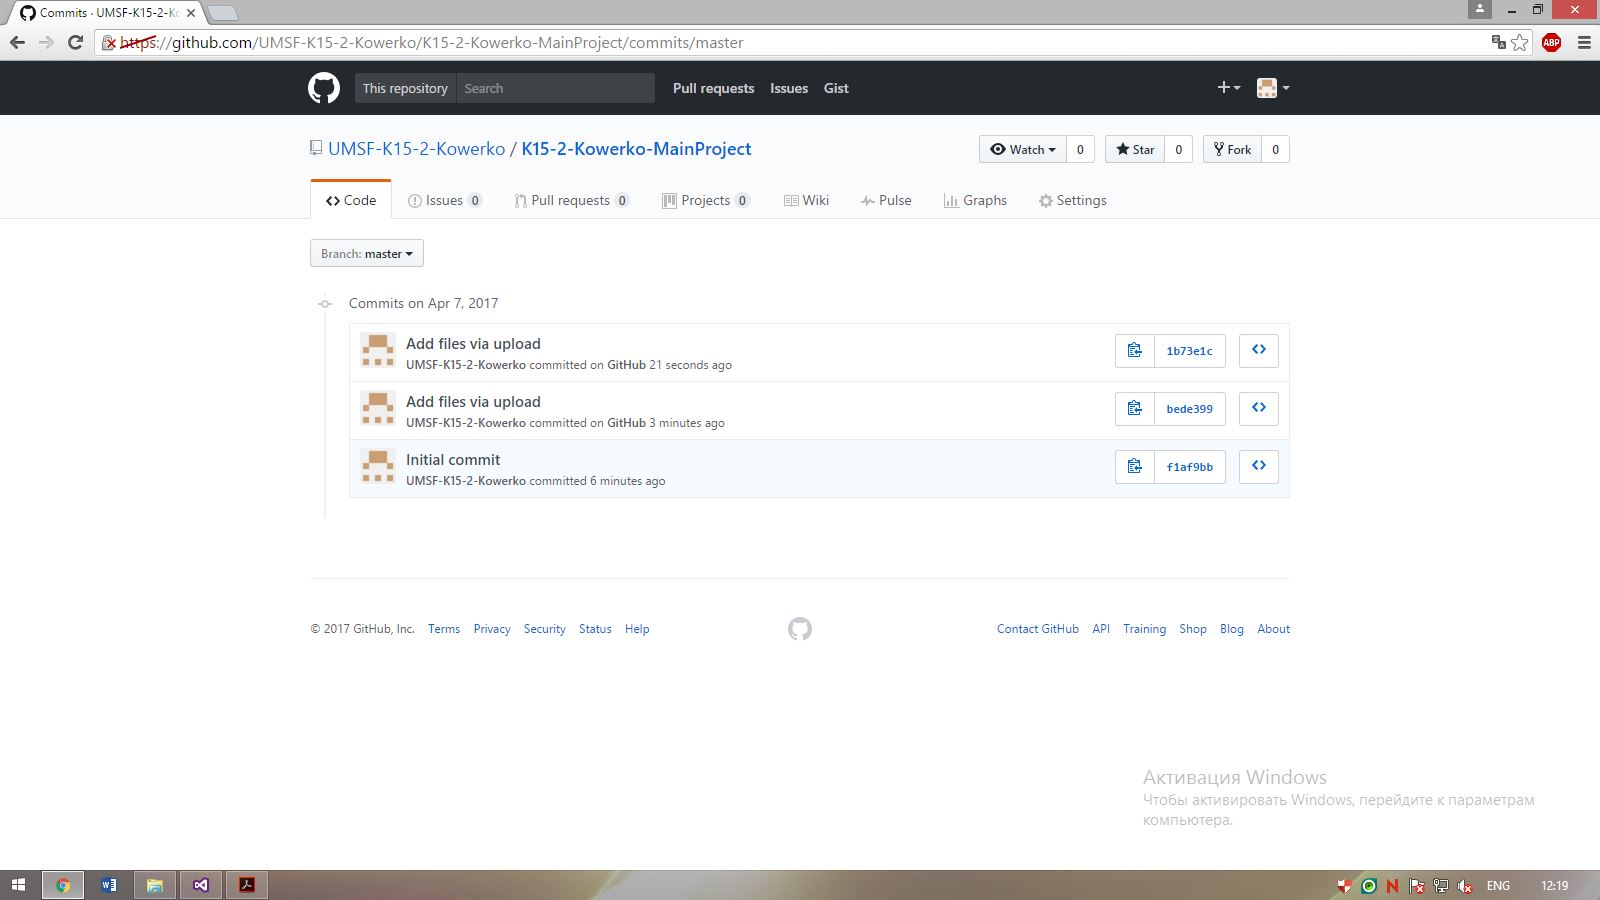 Commits · UMSF-K15-2-Ko
https://github.com/UMSF-K15-2-Kowerko/K15-2-Kowerko-MainProject/commits/master
ABP
This repository Search Pull requests Issues Gist
UMSF-K15-2-Kowerko / K15-2-Kowerko-MainProject
Watch 0 Star 0 Fork 0
Code Issues 0 Pull requests 0 Projects 0 Wiki Pulse Graphs Settings
Branch: master
Commits on Apr 7, 2017
Add files via upload
UMSF-K15-2-Kowerko committed on GitHub 21 seconds ago
1b73e1c
Add files via upload
UMSF-K15-2-Kowerko committed on GitHub 3 minutes ago
bede399
Initial commit
UMSF-K15-2-Kowerko committed 6 minutes ago
f1af9bb
© 2017 GitHub, Inc. Terms Privacy Security Status Help
Contact GitHub API Training Shop Blog About
Активация Windows
Чтобы активировать Windows, перейдите к параметрам
компьютера.
ENG 12:19